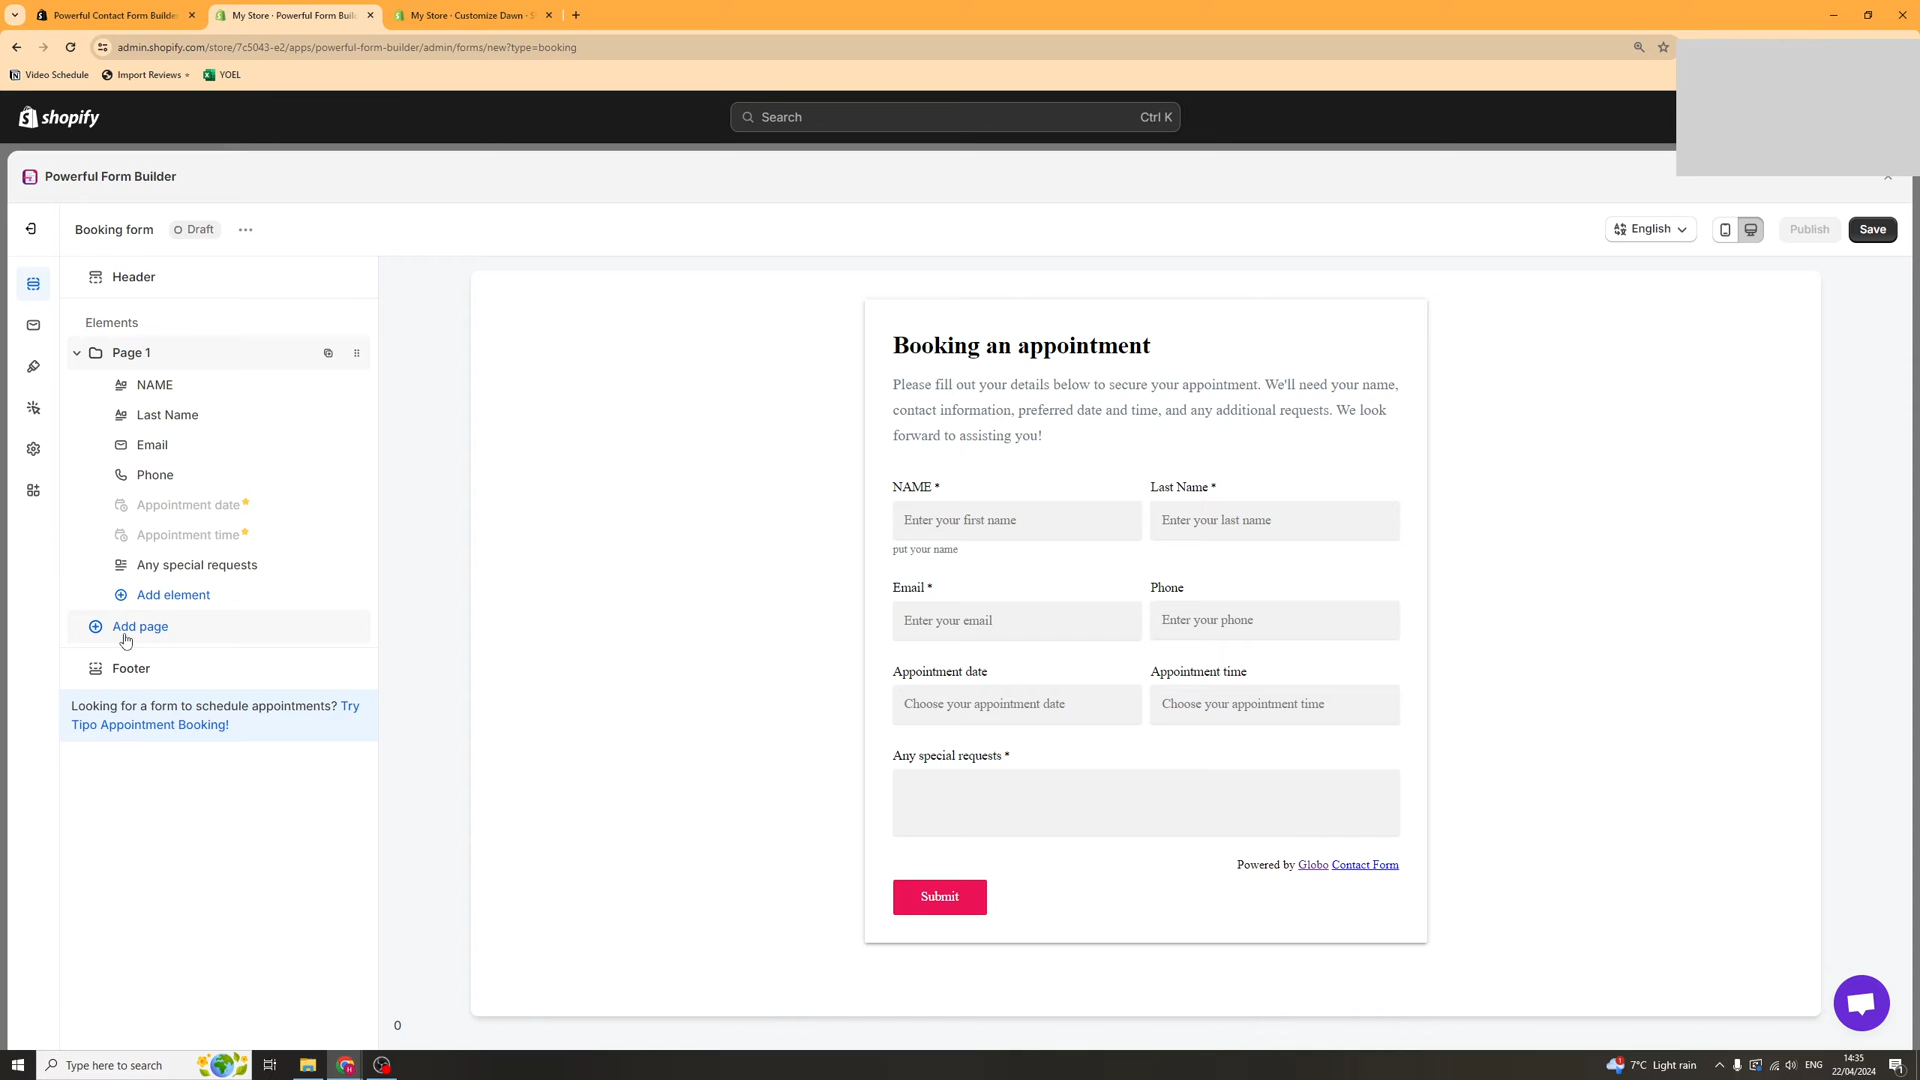 Powerful Contact Form Builder
My Store · Powerful Form Buil
My Store · Customize Dawn · S
admin.shopify.com/store/7c5043-e2/apps/powerful-form-builder/admin/forms/new?type=booking
Video Schedule
Import Reviews
YOEL
shopify
Search
Ctrl K
Powerful Form Builder
Booking form
Draft
English
Publish
Save
Header
Elements
Page 1
NAME
Last Name
Email
Phone
Appointment date
Appointment time
Any special requests
Add element
Add page
Footer
Looking for a form to schedule appointments? Try
Tipo Appointment Booking!
Booking an appointment
Please fill out your details below to secure your appointment. We'll need your name,
contact information, preferred date and time, and any additional requests. We look
forward to assisting you!
NAME *
Last Name *
Enter your first name
Enter your last name
put your name
Email *
Phone
Enter your email
Enter your phone
Appointment date
Appointment time
Choose your appointment date
Choose your appointment time
Any special requests *
Powered by Globo Contact Form
Submit
0
Type here to search
7°C Light rain
ENG
14:35
22/04/2024